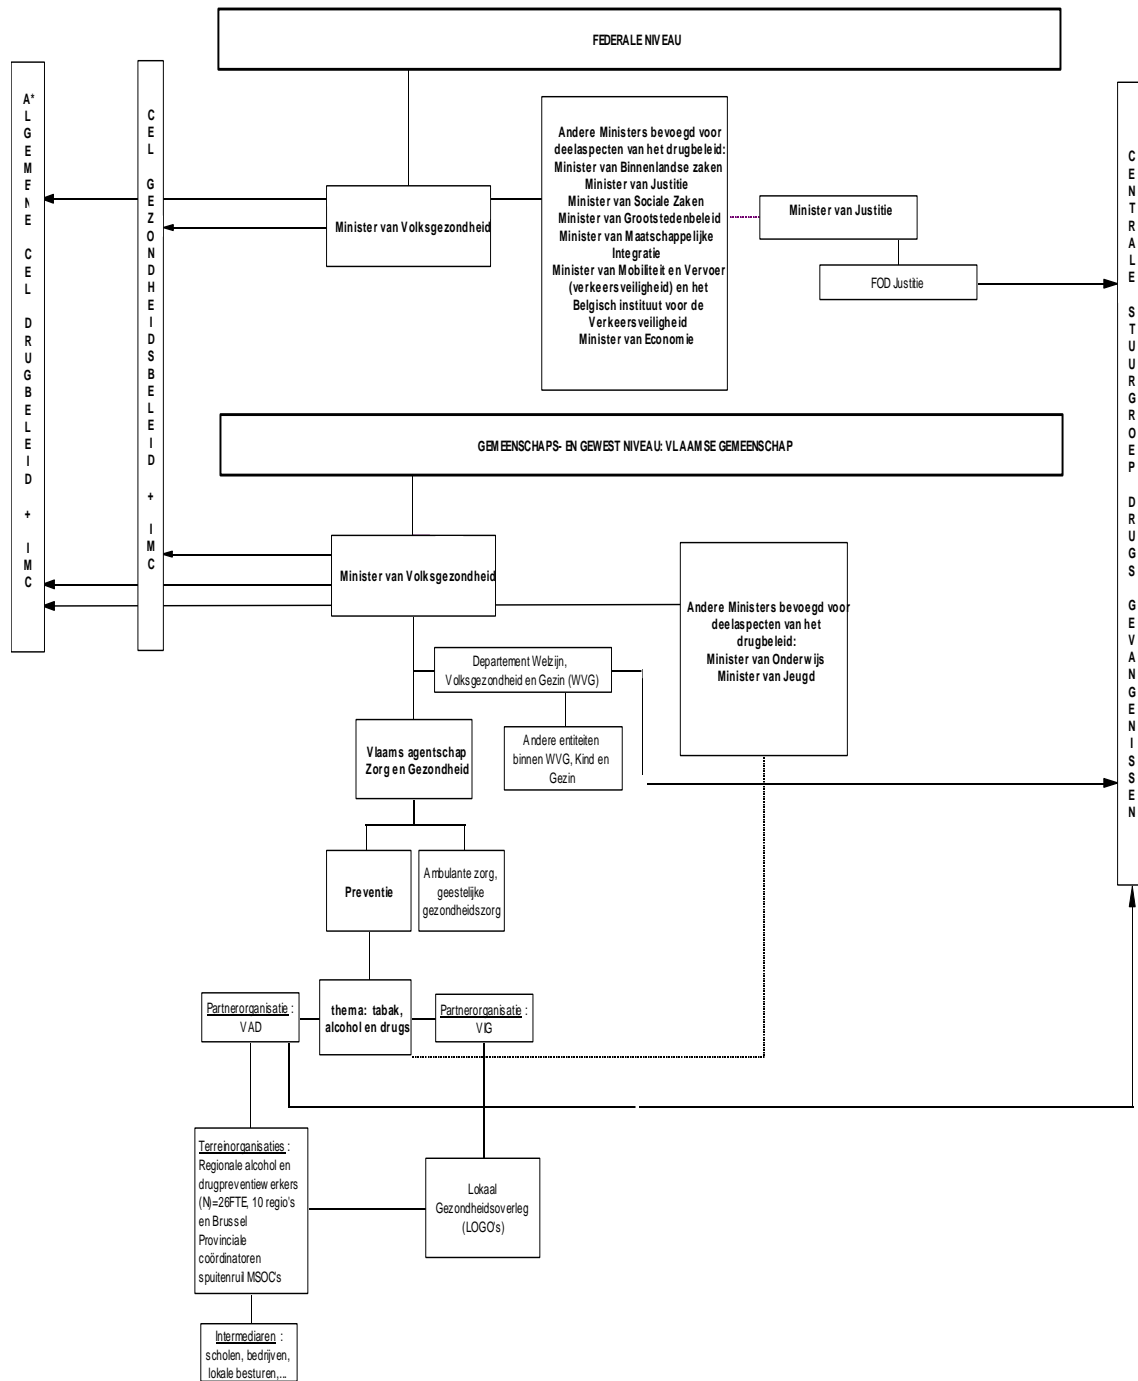 FEDERALE NIVEAU
A* LGEMENE CEL DRUGBELEID + IMC
CEL GEZONDHEIDSBELEID + IMC
Andere Ministers bevoegd voor
deelaspecten van het drugbeleid:
Minister van Binnenlandse zaken
Minister van Justitie
Minister van Sociale Zaken
Minister van Grootstedenbeleid
Minister van Maatschappelijke
Integratie
Minister van Mobiliteit en Vervoer
(verkeersveiligheid) en het
Belgisch instituut voor de
Verkeersveiligheid
Minister van Economie
Minister van Volksgezondheid
Minister van Justitie
FOD Justitie
CENTRALE STUURGROEP DRUGS GEVANGENISSEN
GEMEENSCHAPS- EN GEWEST NIVEAU: VLAAMSE GEMEENSCHAP
Minister van Volksgezondheid
Andere Ministers bevoegd voor
deelaspecten van het
drugbeleid:
Minister van Onderwijs
Minister van Jeugd
Departement Welzijn,
Volksgezondheid en Gezin (WVG)
Andere entiteiten
binnen WVG, Kind en
Gezin
Vlaams agentschap
Zorg en Gezondheid
Preventie
Ambulante zorg,
geestelijke
gezondheidszorg
Partnerorganisatie :
VAD
thema: tabak,
alcohol en drugs
Partnerorganisatie :
VIG
Terreinorganisaties :
Regionale alcohol en
drugpreventiewerkers
(N)=26FTE, 10 regio's
en Brussel
Provinciale
coördinatoren
spuitenruil MSOC's
Lokaal
Gezondheidsoverleg
(LOGO's)
Intermediaren :
scholen, bedrijven,
lokale besturen,...